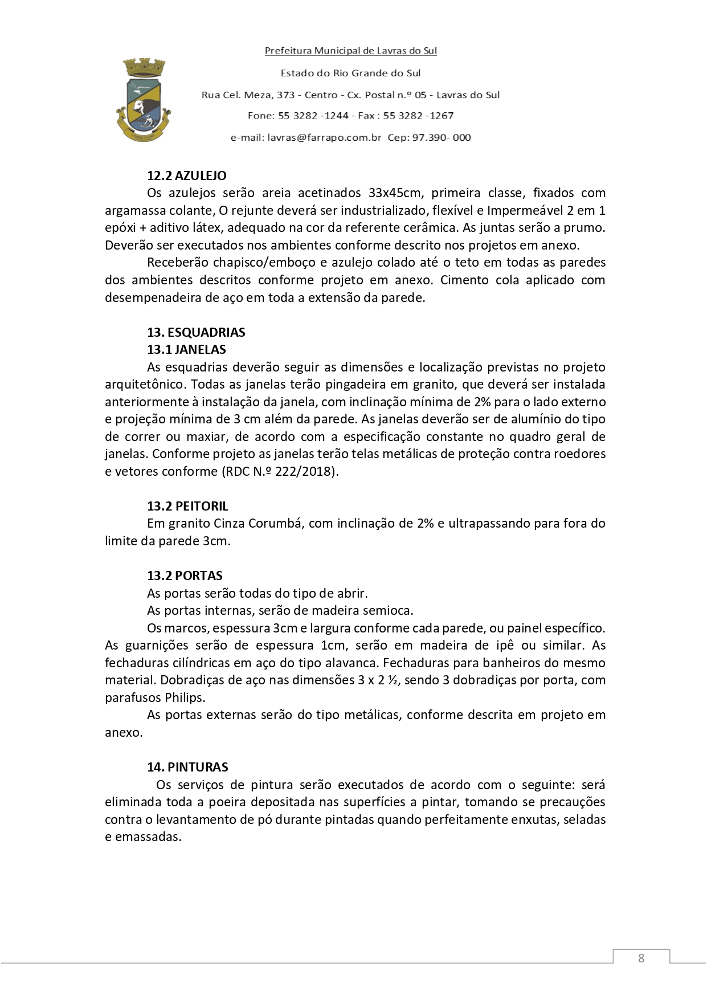 Prefeitura Municipal de Lavras do Sul
Estado do Rio Grande do Sul
Rua Cel. Meza, 373 - Centro - Cx. Postal n.º 05 - Lavras do Sul
Fone: 55 3282 -1244 - Fax : 55 3282 -1267
e-mail: lavras@farrapo.com.br Cep: 97.390- 000
LAVRAS DO SUL
12.2 AZULEJO
Os azulejos serão areia acetinados 33x45cm, primeira classe, fixados com
argamassa colante, O rejunte deverá ser industrializado, flexível e Impermeável 2 em 1
epóxi + aditivo látex, adequado na cor da referente cerâmica. As juntas serão a prumo.
Deverão ser executados nos ambientes conforme descrito nos projetos em anexo.
Receberão chapisco/emboço e azulejo colado até o teto em todas as paredes
dos ambientes descritos conforme projeto em anexo. Cimento cola aplicado com
desempenadeira de aço em toda a extensão da parede.
13. ESQUADRIAS
13.1 JANELAS
As esquadrias deverão seguir as dimensões e localização previstas no projeto
arquitetônico. Todas as janelas terão pingadeira em granito, que deverá ser instalada
anteriormente à instalação da janela, com inclinação mínima de 2% para o lado externo
e projeção mínima de 3 cm além da parede. As janelas deverão ser de alumínio do tipo
de correr ou maxiar, de acordo com a especificação constante no quadro geral de
janelas. Conforme projeto as janelas terão telas metálicas de proteção contra roedores
e vetores conforme (RDC N.º 222/2018).
13.2 PEITORIL
Em granito Cinza Corumbá, com inclinação de 2% e ultrapassando para fora do
limite da parede 3cm.
13.2 PORTAS
As portas serão todas do tipo de abrir.
As portas internas, serão de madeira semioca.
Os marcos, espessura 3cm e largura conforme cada parede, ou painel específico.
As guarnições serão de espessura 1cm, serão em madeira de ipê ou similar. As
fechaduras cilíndricas em aço do tipo alavanca. Fechaduras para banheiros do mesmo
material. Dobradiças de aço nas dimensões 3 x 2 ½, sendo 3 dobradiças por porta, com
parafusos Philips.
As portas externas serão do tipo metálicas, conforme descrita em projeto em
anexo.
14. PINTURAS
Os serviços de pintura serão executados de acordo com o seguinte: será
eliminada toda a poeira depositada nas superfícies a pintar, tomando se precauções
contra o levantamento de pó durante pintadas quando perfeitamente enxutas, seladas
e emassadas.
8